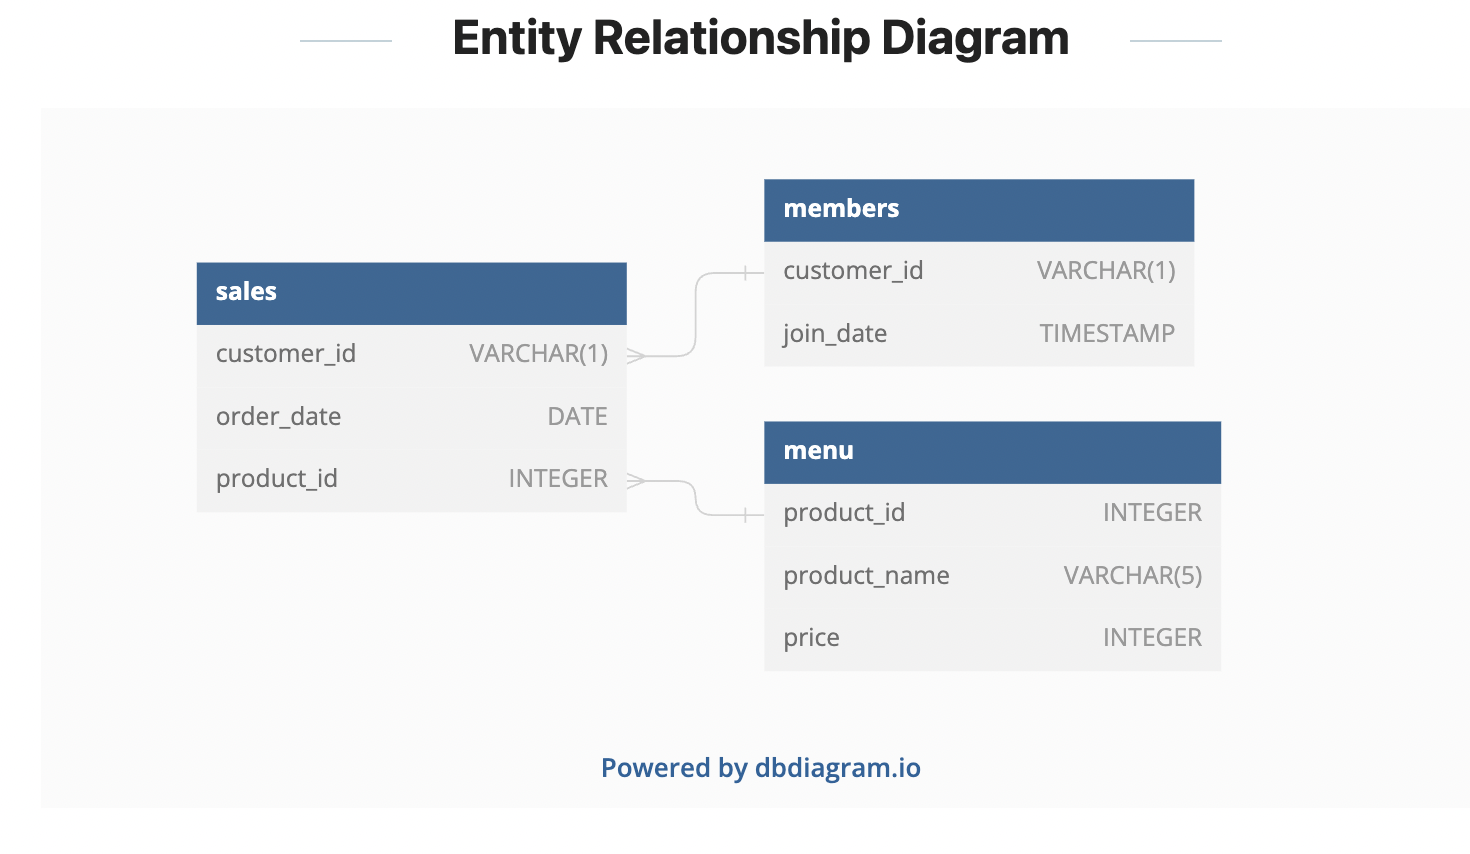 Entity Relationship Diagram
members
customer_id VARCHAR(1)
join_date TIMESTAMP
sales
customer_id VARCHAR(1)
order_date DATE
product_id INTEGER
menu
product_id INTEGER
product_name VARCHAR(5)
price INTEGER
Powered by dbdiagram.io